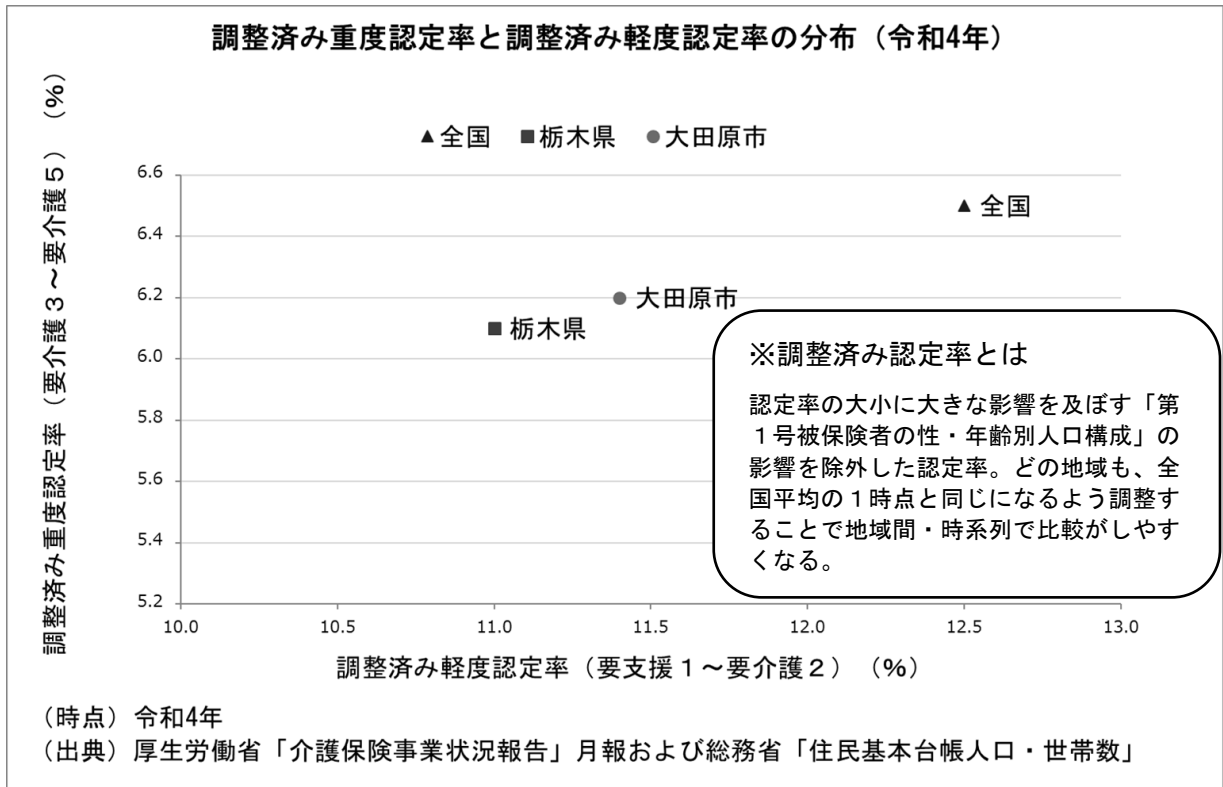 調整済み重度認定率と調整済み軽度認定率の分布（令和4年）
調整済み重度認定率（要介護３～要介護５）（％）
▲全国 ■栃木県 ●大田原市
6.6
6.4
6.2
6.0
5.8
5.6
5.4
5.2
全国
大田原市
栃木県
※調整済み認定率とは
認定率の大小に大きな影響を及ぼす「第
１号被保険者の性・年齢別人口構成」の
影響を除外した認定率。どの地域も、全
国平均の１時点と同じになるよう調整す
ることで地域間・時系列で比較がしやす
くなる。
10.0 10.5 11.0 11.5 12.0 12.5 13.0
調整済み軽度認定率（要支援１～要介護２）（％）
（時点）令和4年
（出典）厚生労働省「介護保険事業状況報告」月報および総務省「住民基本台帳人口・世帯数」